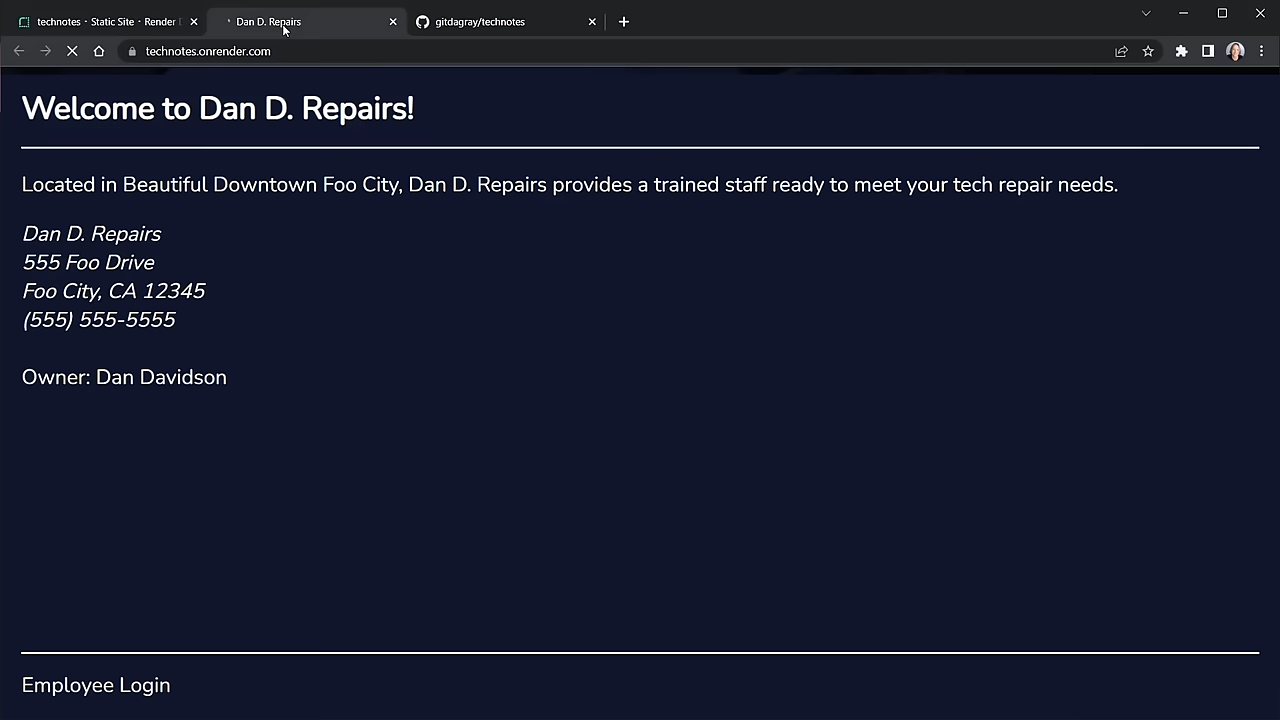 technotes · Static Site · Render
Dan D. Repairs
gitdagray/technotes
technotes.onrender.com
Welcome to Dan D. Repairs!
Located in Beautiful Downtown Foo City, Dan D. Repairs provides a trained staff ready to meet your tech repair needs.
Dan D. Repairs
555 Foo Drive
Foo City, CA 12345
(555) 555-5555
Owner: Dan Davidson
Employee Login